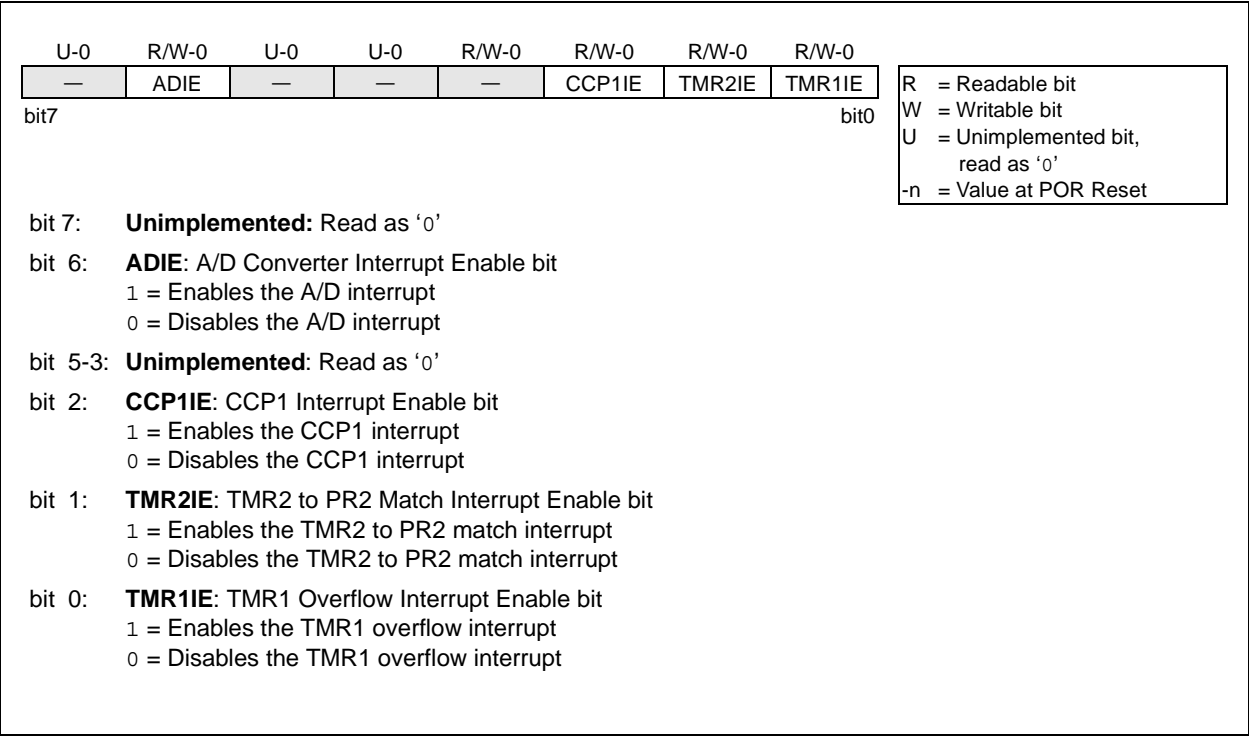 U-0 R/W-0 U-0 U-0 R/W-0 R/W-0 R/W-0 R/W-0
— ADIE — — — CCP1IE TMR2IE TMR1IE
bit7 bit0
R = Readable bit
W = Writable bit
U = Unimplemented bit,
read as ‘0’
-n = Value at POR Reset
bit 7: Unimplemented: Read as ‘0’
bit 6: ADIE: A/D Converter Interrupt Enable bit
1 = Enables the A/D interrupt
0 = Disables the A/D interrupt
bit 5-3: Unimplemented: Read as ‘0’
bit 2: CCP1IE: CCP1 Interrupt Enable bit
1 = Enables the CCP1 interrupt
0 = Disables the CCP1 interrupt
bit 1: TMR2IE: TMR2 to PR2 Match Interrupt Enable bit
1 = Enables the TMR2 to PR2 match interrupt
0 = Disables the TMR2 to PR2 match interrupt
bit 0: TMR1IE: TMR1 Overflow Interrupt Enable bit
1 = Enables the TMR1 overflow interrupt
0 = Disables the TMR1 overflow interrupt